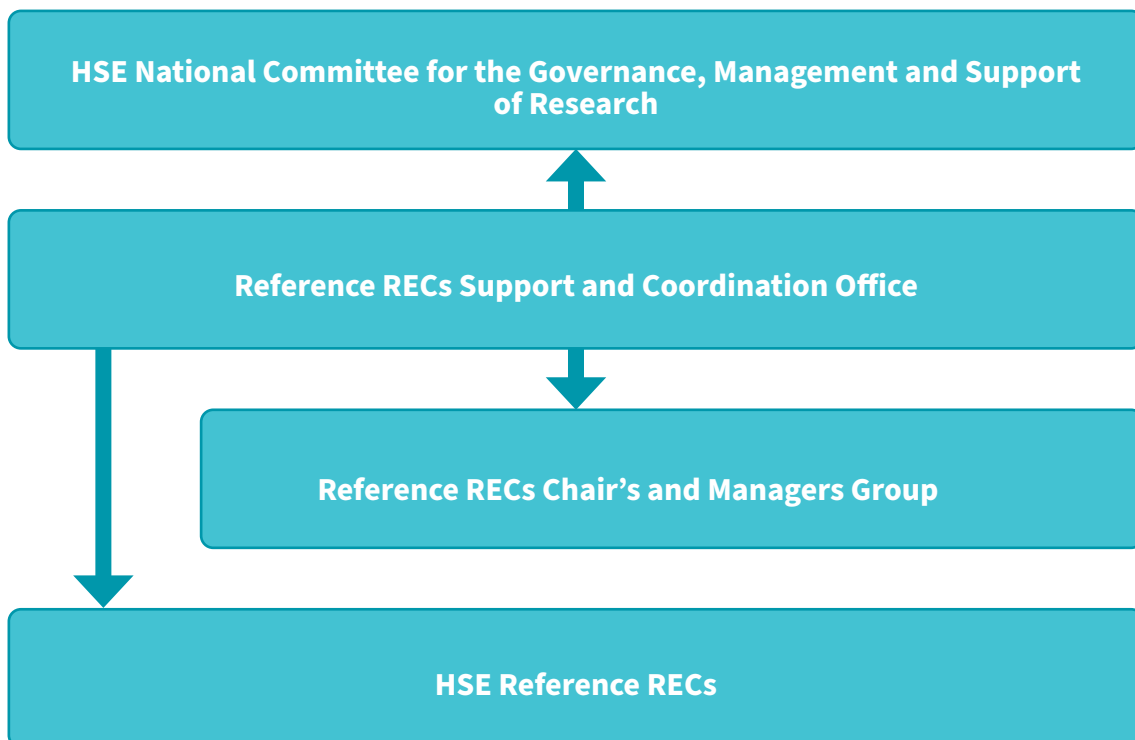 HSE National Committee for the Governance, Management and Support
of Research
Reference RECs Support and Coordination Office
Reference RECs Chair’s and Managers Group
HSE Reference RECs